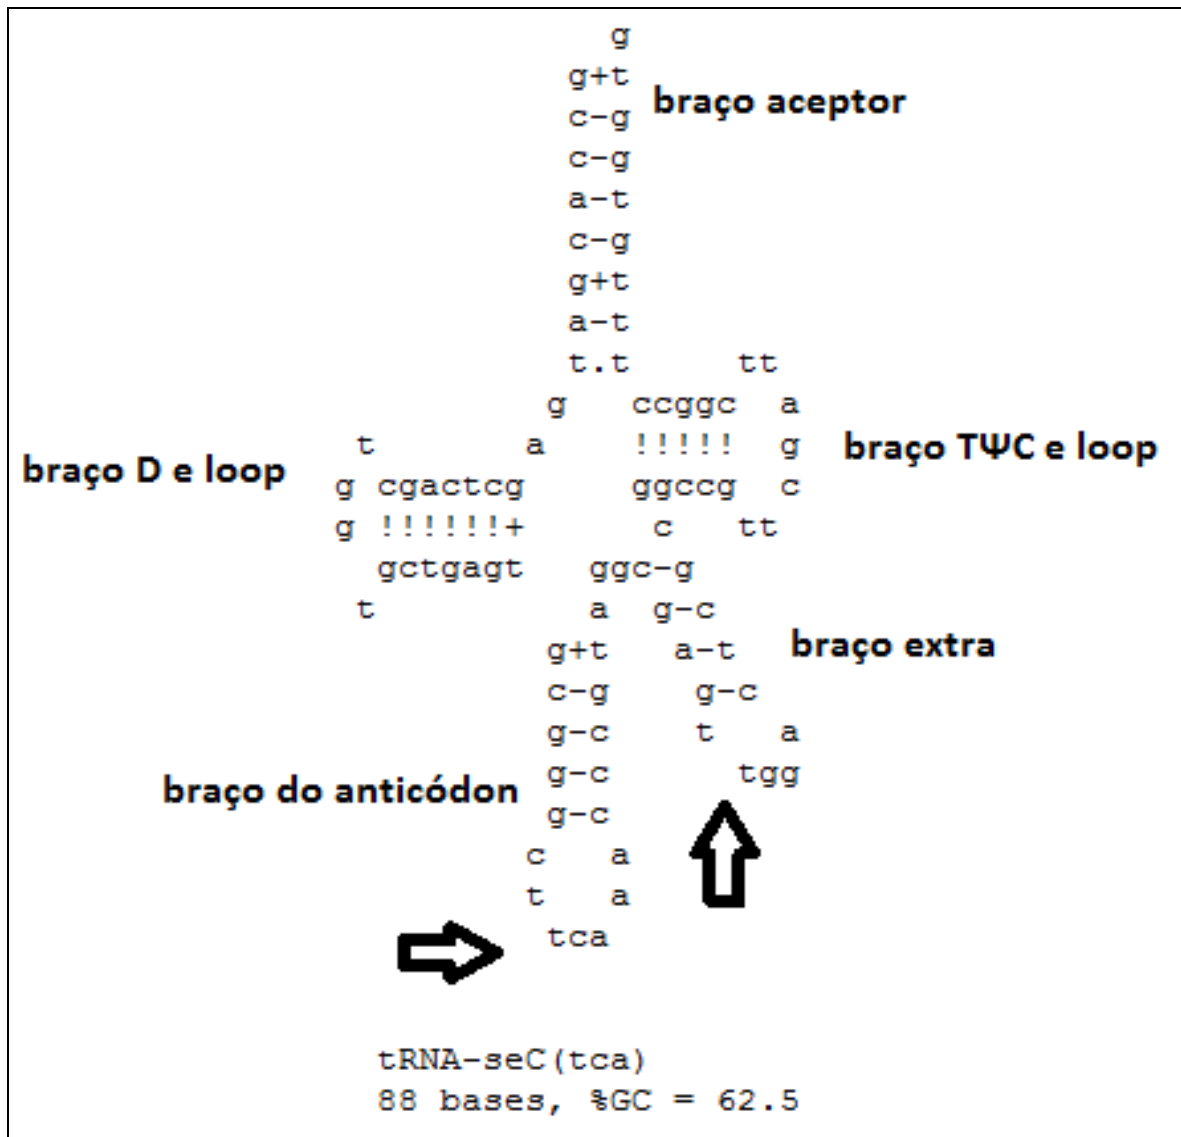 g
g+t
braço aceptor
c-g
c-g
a-t
c-g
g+t
a-t
t.t tt
g ccggc a
t a !!!!! g
braço D e loop
braço TΨC e loop
g cgactcg ggccg c
g !!!!!!+ c tt
gctgagt ggc-g
t a g-c
g+t a-t
braço extra
c-g g-c
g-c t a
g-c tgg
braço do anticódon
g-c
c a
t a
tca
tRNA-seC(tca)
88 bases, %GC = 62.5